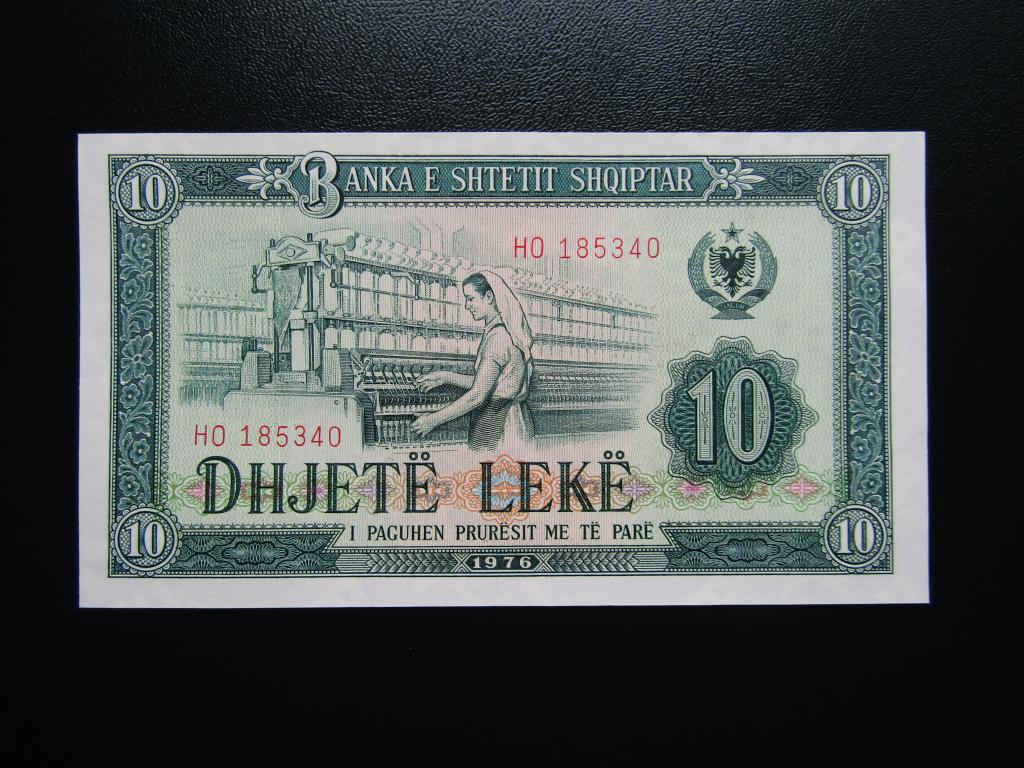 10 BANKA E SHTETIT SHQIPTAR 10
HO 185340
10
HO 185340
DHJETË LEKË
I PAGUHEN PRURËSIT ME TË PARË
10 1976 10